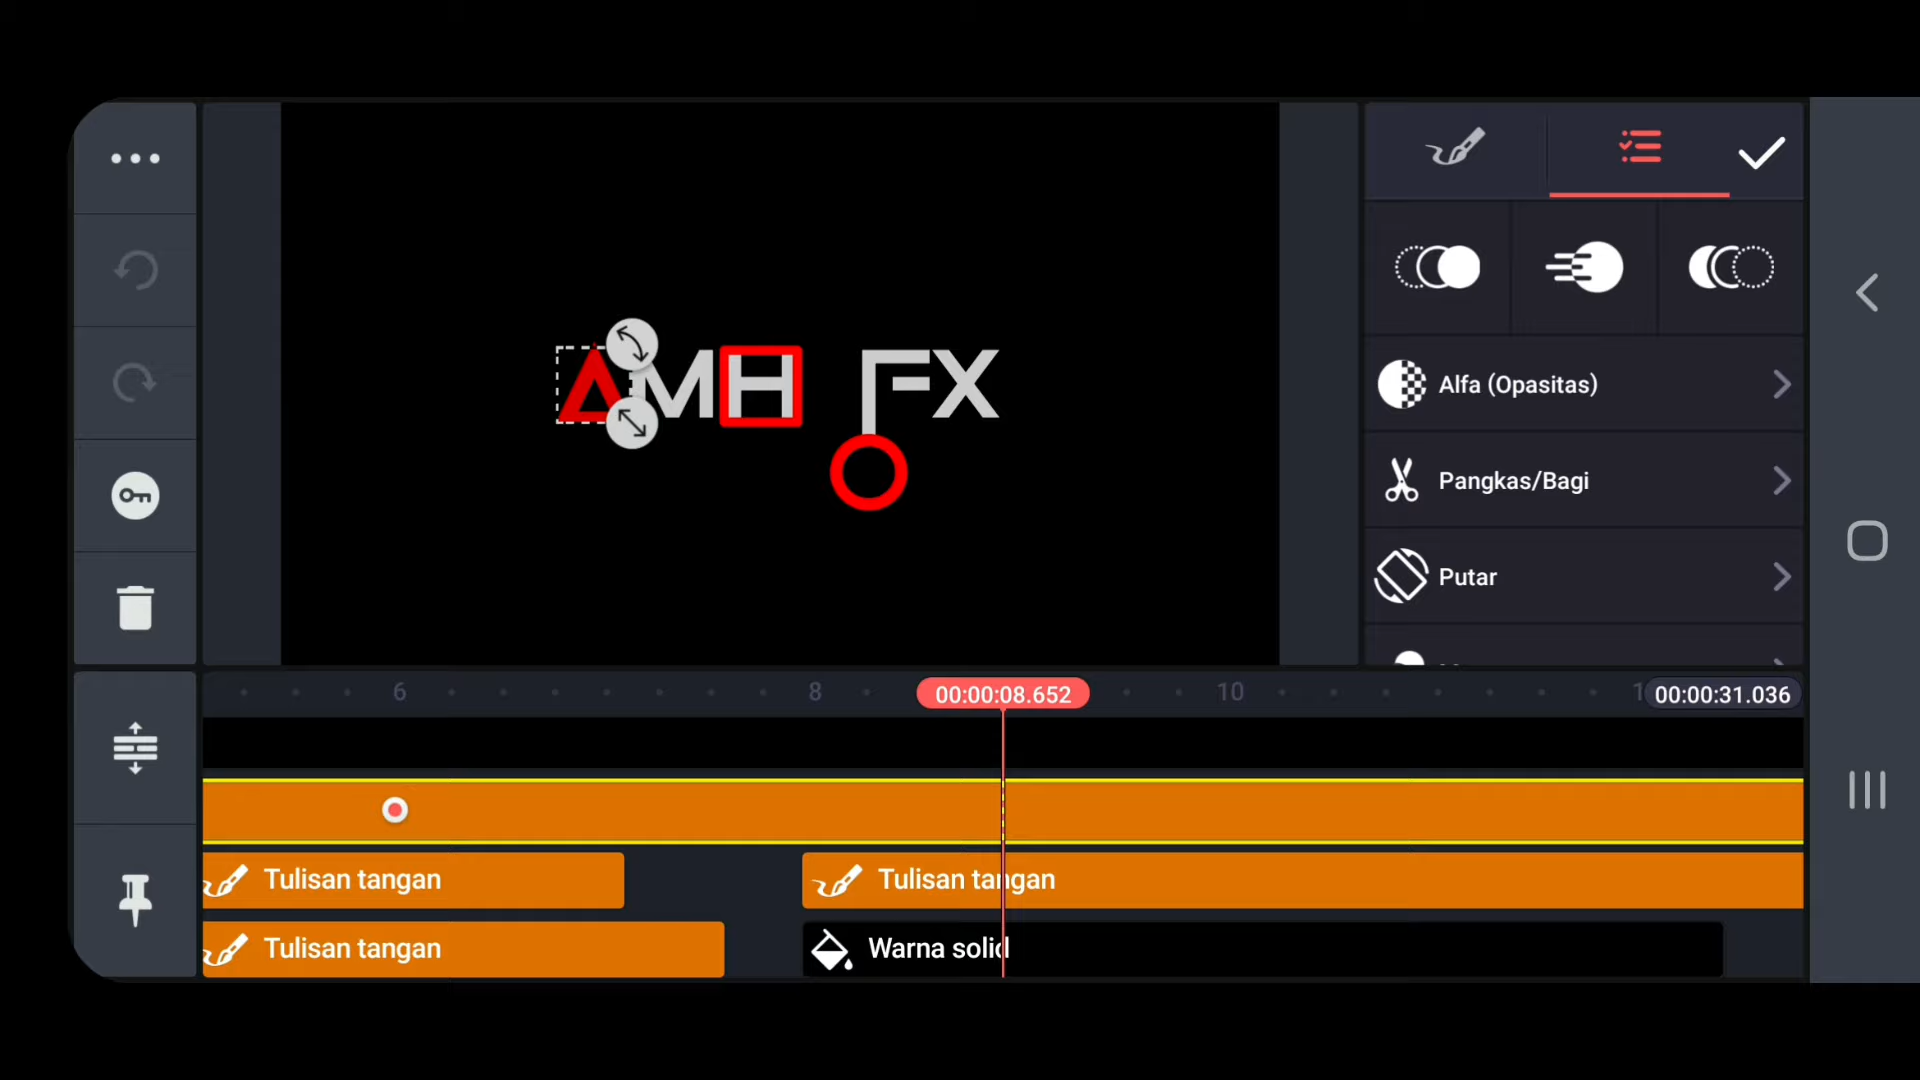 AMH FX
Alfa (Opasitas)
Pangkas/Bagi
Putar
6
8
00:00:08.652
10
00:00:31.036
Tulisan tangan
Tulisan tangan
Tulisan tangan
Warna solid